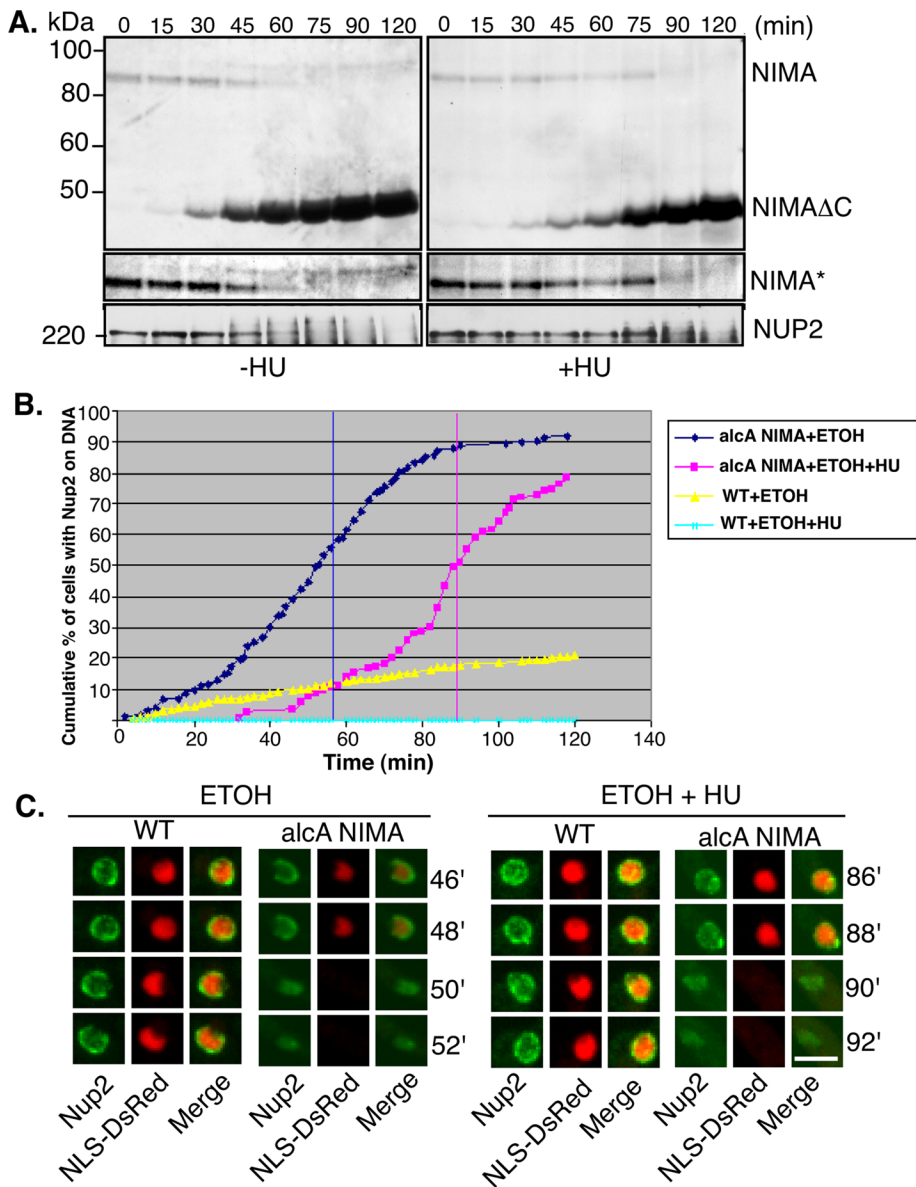 A.
kDa
0 15 30 45 60 75 90 120
0 15 30 45 60 75 90 120 (min)
100
80
60
50
NIMA
NIMAΔC
NIMA*
220
NUP2
-HU
+HU
B.
Cumulative % of cells with Nup2 on DNA
100
90
80
70
60
50
40
30
20
10
0 20 40 60 80 100 120 140
Time (min)
alcA NIMA+ETOH
alcA NIMA+ETOH+HU
WT+ETOH
WT+ETOH+HU
C.
ETOH
WT
alcA NIMA
46'
48'
50'
52'
Nup2
NLS-DsRed
Merge
Nup2
NLS-DsRed
Merge
ETOH + HU
WT
alcA NIMA
86'
88'
90'
92'
Nup2
NLS-DsRed
Merge
Nup2
NLS-DsRed
Merge